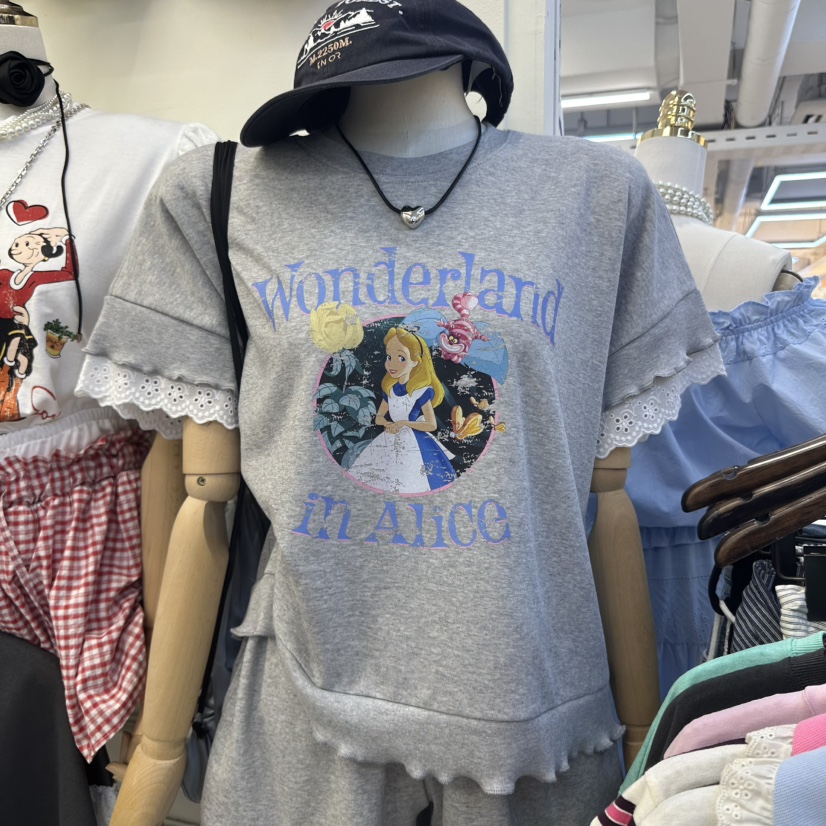 M.2250M.
Wonderland
in Alice